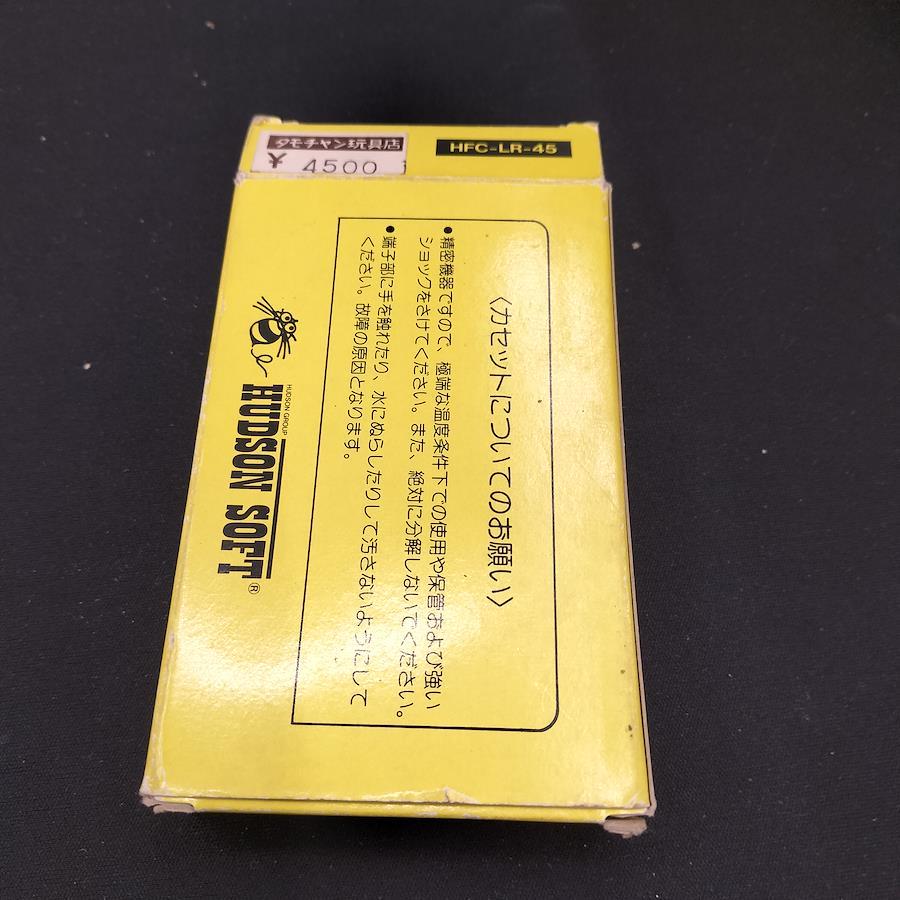 タモチャン玩具店
¥ 4500
HFC-LR-45
〈カセットについてのお願い〉
●精密機器ですので、極端な温度条件下での使用や保管および強い
ショックをさけてください。また、絶対に分解しないでください。
●端子部に手を触れたり、水にぬらしたりして汚さないようにして
ください。故障の原因となります。
HUDSON GROUP
HUDSON SOFT®